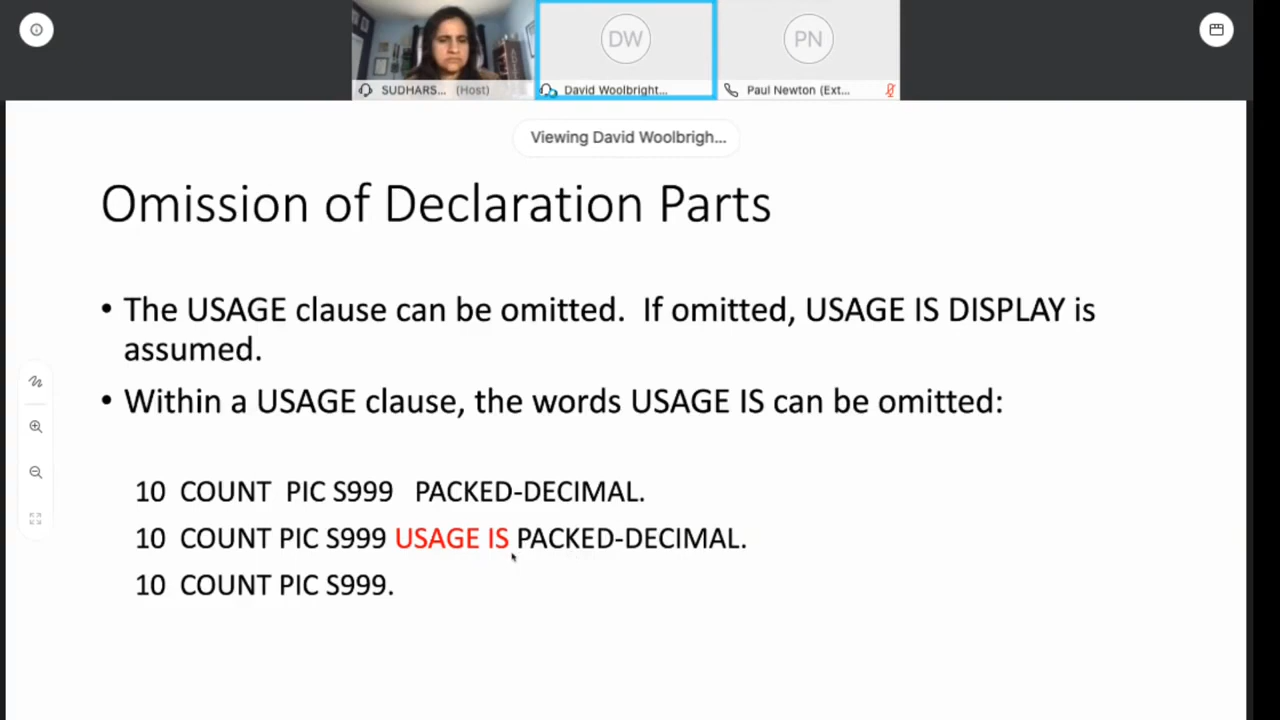 DW
PN
SUDHARS... (Host)
David Woolbright...
Paul Newton (Ext...
Viewing David Woolbrigh...
Omission of Declaration Parts
• The USAGE clause can be omitted. If omitted, USAGE IS DISPLAY is
assumed.
• Within a USAGE clause, the words USAGE IS can be omitted:
10 COUNT PIC S999 PACKED-DECIMAL.
10 COUNT PIC S999 USAGE IS PACKED-DECIMAL.
10 COUNT PIC S999.